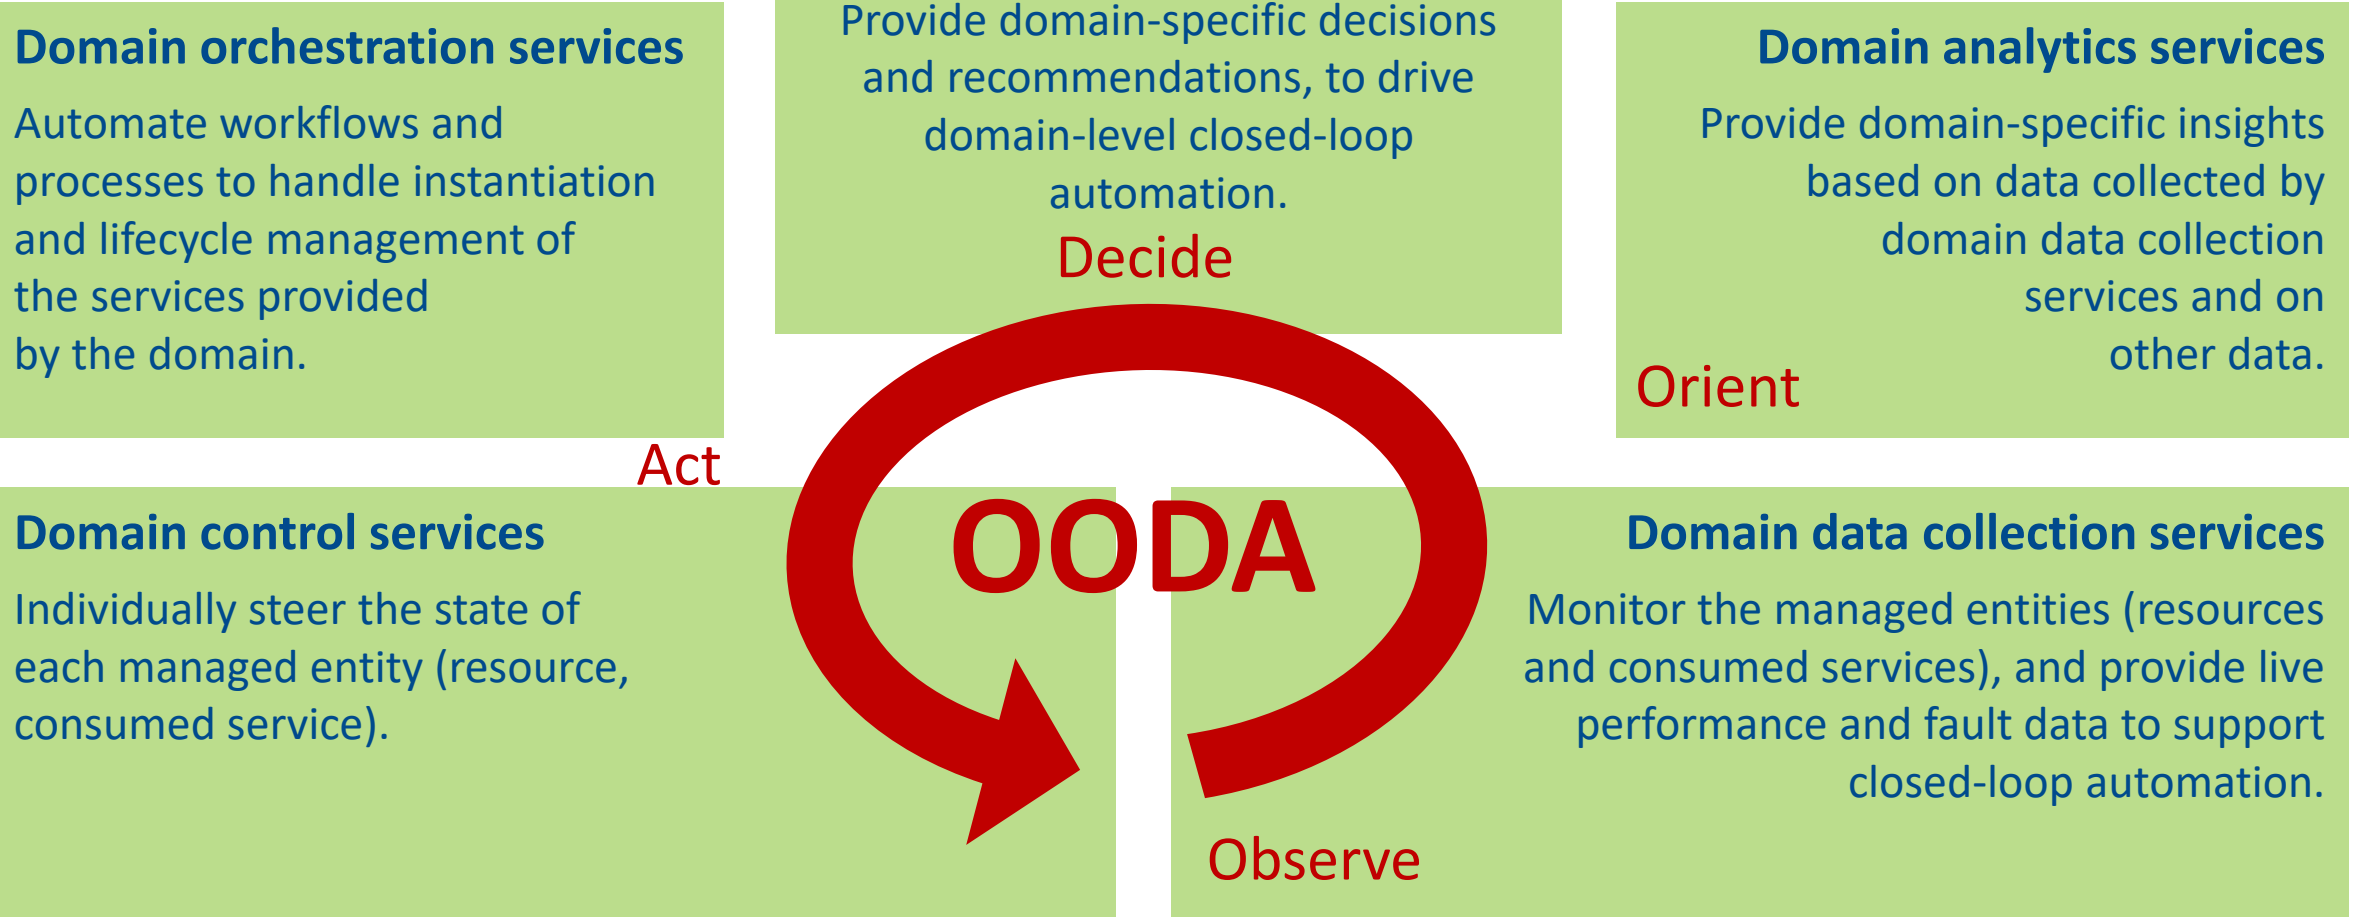 Domain orchestration services
Automate workflows and
processes to handle instantiation
and lifecycle management of
the services provided
by the domain.
Provide domain-specific decisions
and recommendations, to drive
domain-level closed-loop
automation.
Decide
Domain analytics services
Provide domain-specific insights
based on data collected by
domain data collection
services and on
other data.
Orient
Act
OODA
Domain control services
Individually steer the state of
each managed entity (resource,
consumed service).
Domain data collection services
Monitor the managed entities (resources
and consumed services), and provide live
performance and fault data to support
closed-loop automation.
Observe